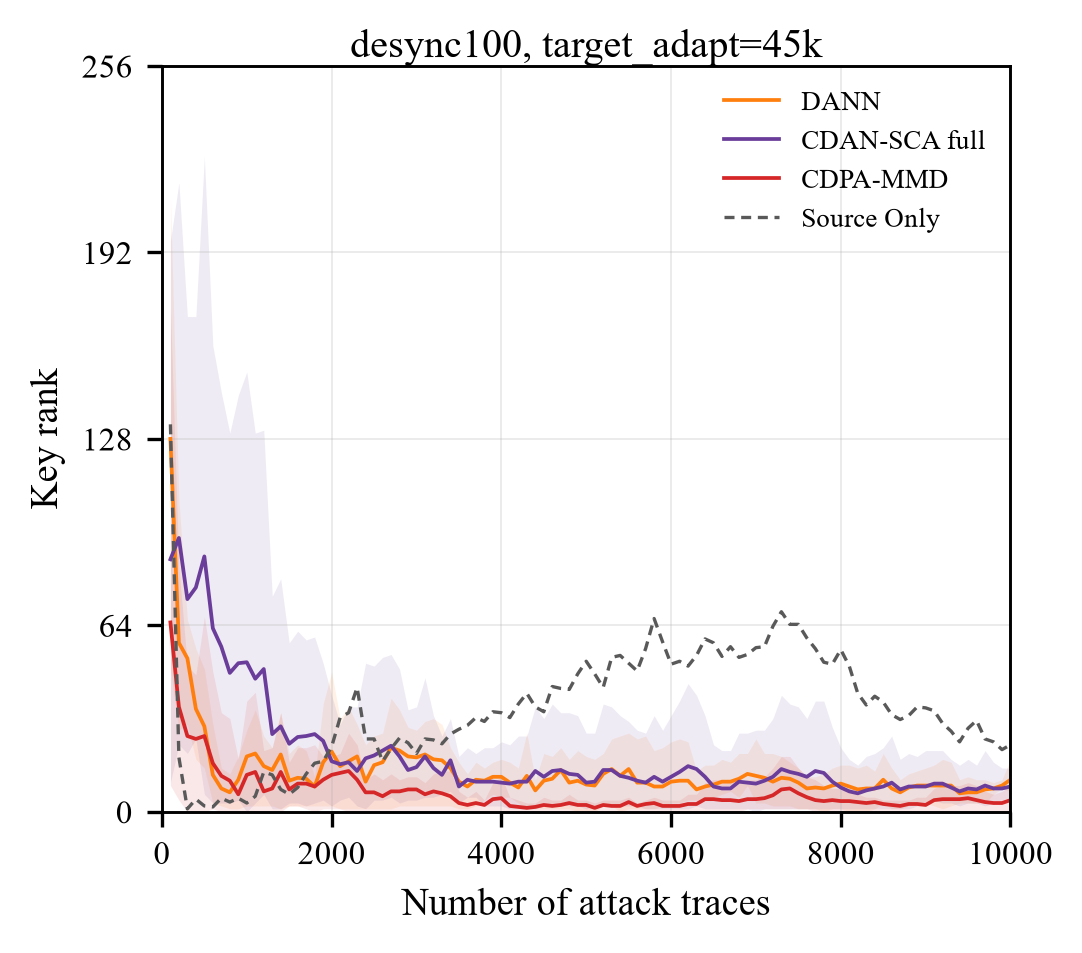 desync100, target_adapt=45k
256
192
128
64
0
Key rank
DANN
CDAN-SCA full
CDPA-MMD
Source Only
0 2000 4000 6000 8000 10000
Number of attack traces